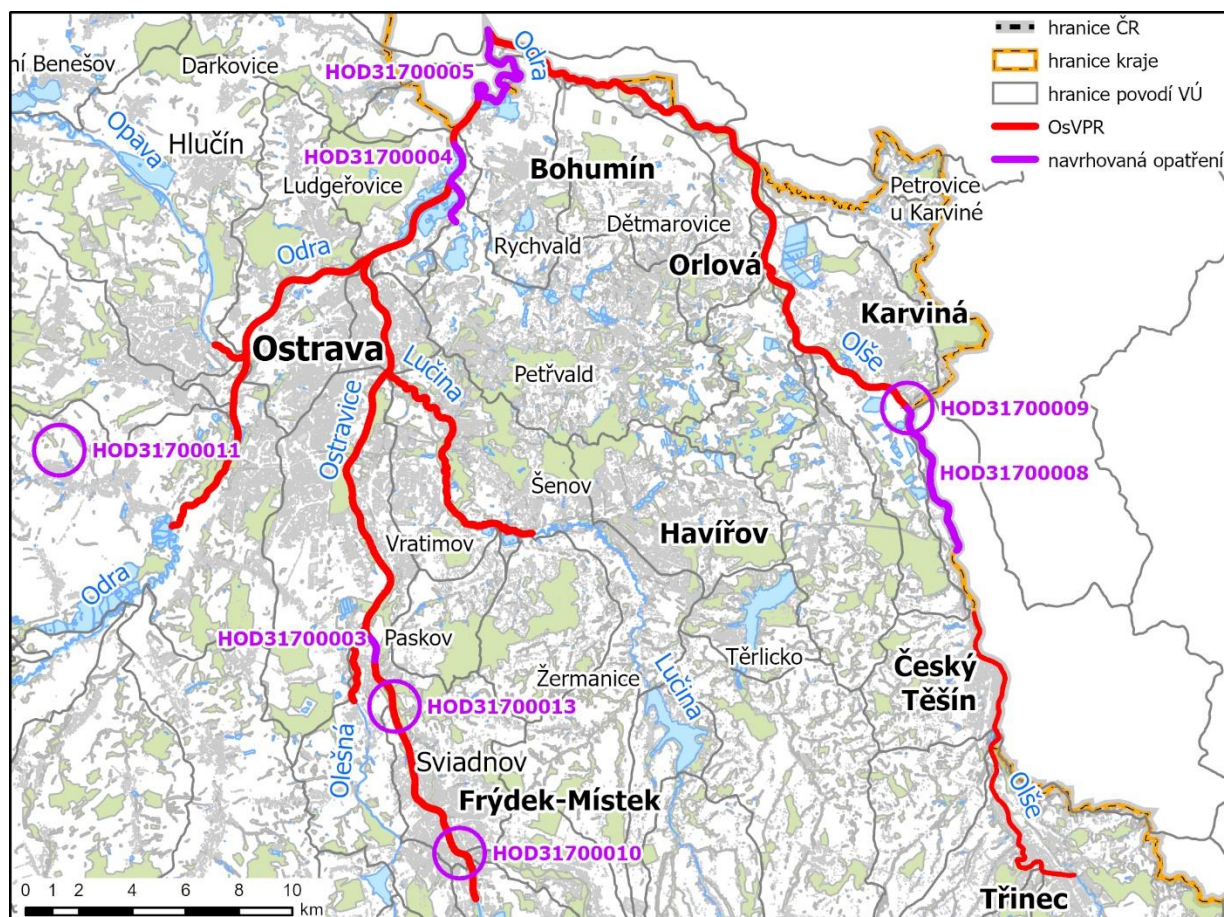 hranice ČR
hranice kraje
hranice povodí VÚ
OsVPR
navrhovaná opatření
ní Benešov
Darkovice
HOD31700005
Odra
Opava
Hlučín
HOD31700004
Ludgeřovice
Bohumín
Petrovice
u Karviné
Rychvald
Dětmarovice
Odra
Orlová
Karviná
Ostrava
Lučina
Petřvald
Olše
HOD31700009
HOD31700011
Ostravice
HOD31700008
Šenov
Vratimov
Havířov
Odra
HOD31700003
Paskov
Žermanice
Lučina
Těrlicko
Český
Těšín
HOD31700013
Olešná
Sviadnov
Frýdek-Místek
Olše
HOD31700010
Třinec
0 1 2 4 6 8 10
km